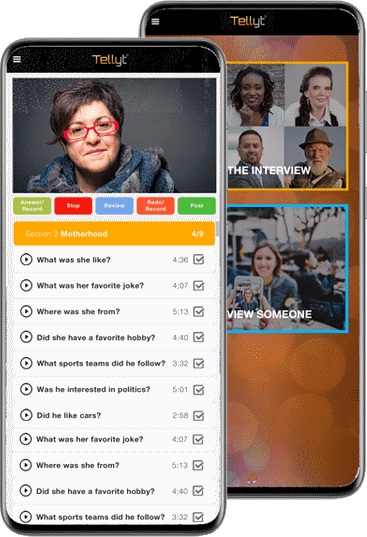 Tellyt
Answer/
Record
Stop
Review
Redo/
Record
Post
Section 2 Motherhood 4/9
What was she like? 4:36
What was her favorite joke? 4;07
Where was she from? 5:13
Did she have a favorite hobby? 4:40
What sports teams did he follow? 3:32
Was he interested in politics? 5:01
Did he like cars? 2:58
What was her favorite joke? 4;07
Where was she from? 5:13
Did she have a favorite hobby? 4:40
What sports teams did he follow? 3:32
Tellyt
THE INTERVIEW
VIEW SOMEONE